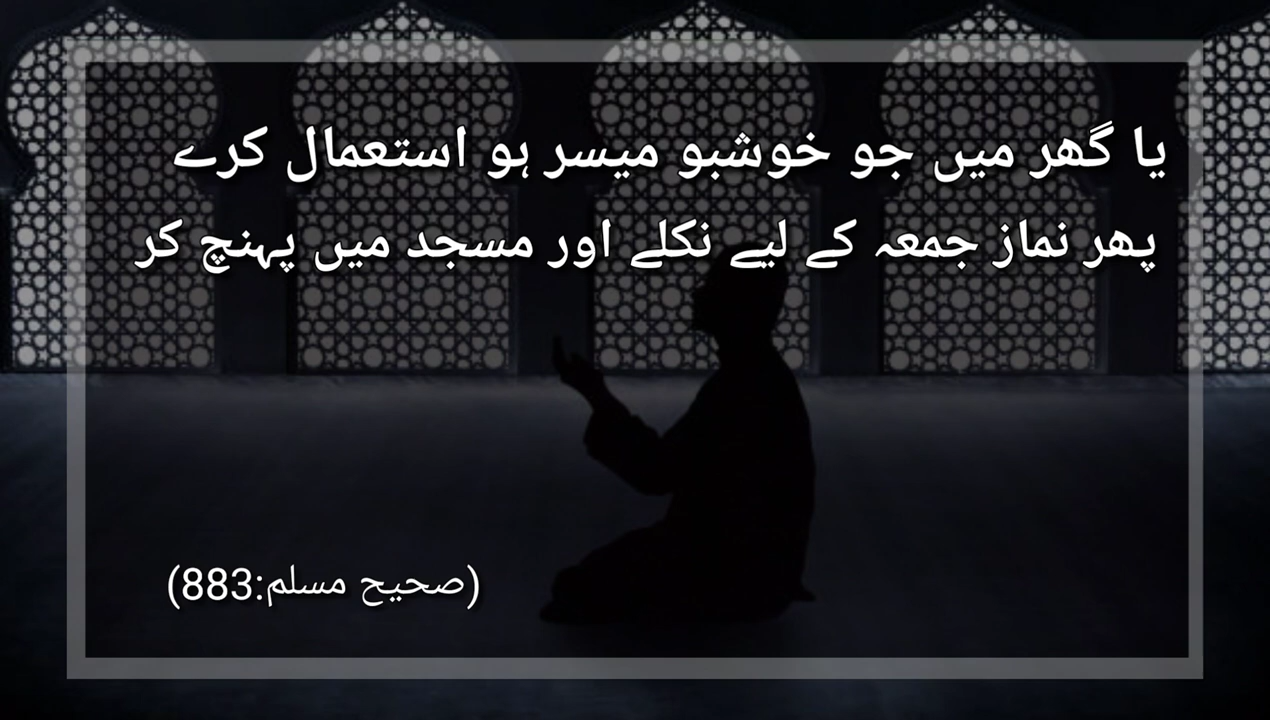 یا گھر میں جو خوشبو میسر ہو استعمال کرے
پھر نماز جمعہ کے لیے نکلے اور مسجد میں پہنچ کر
(صحیح مسلم:883)